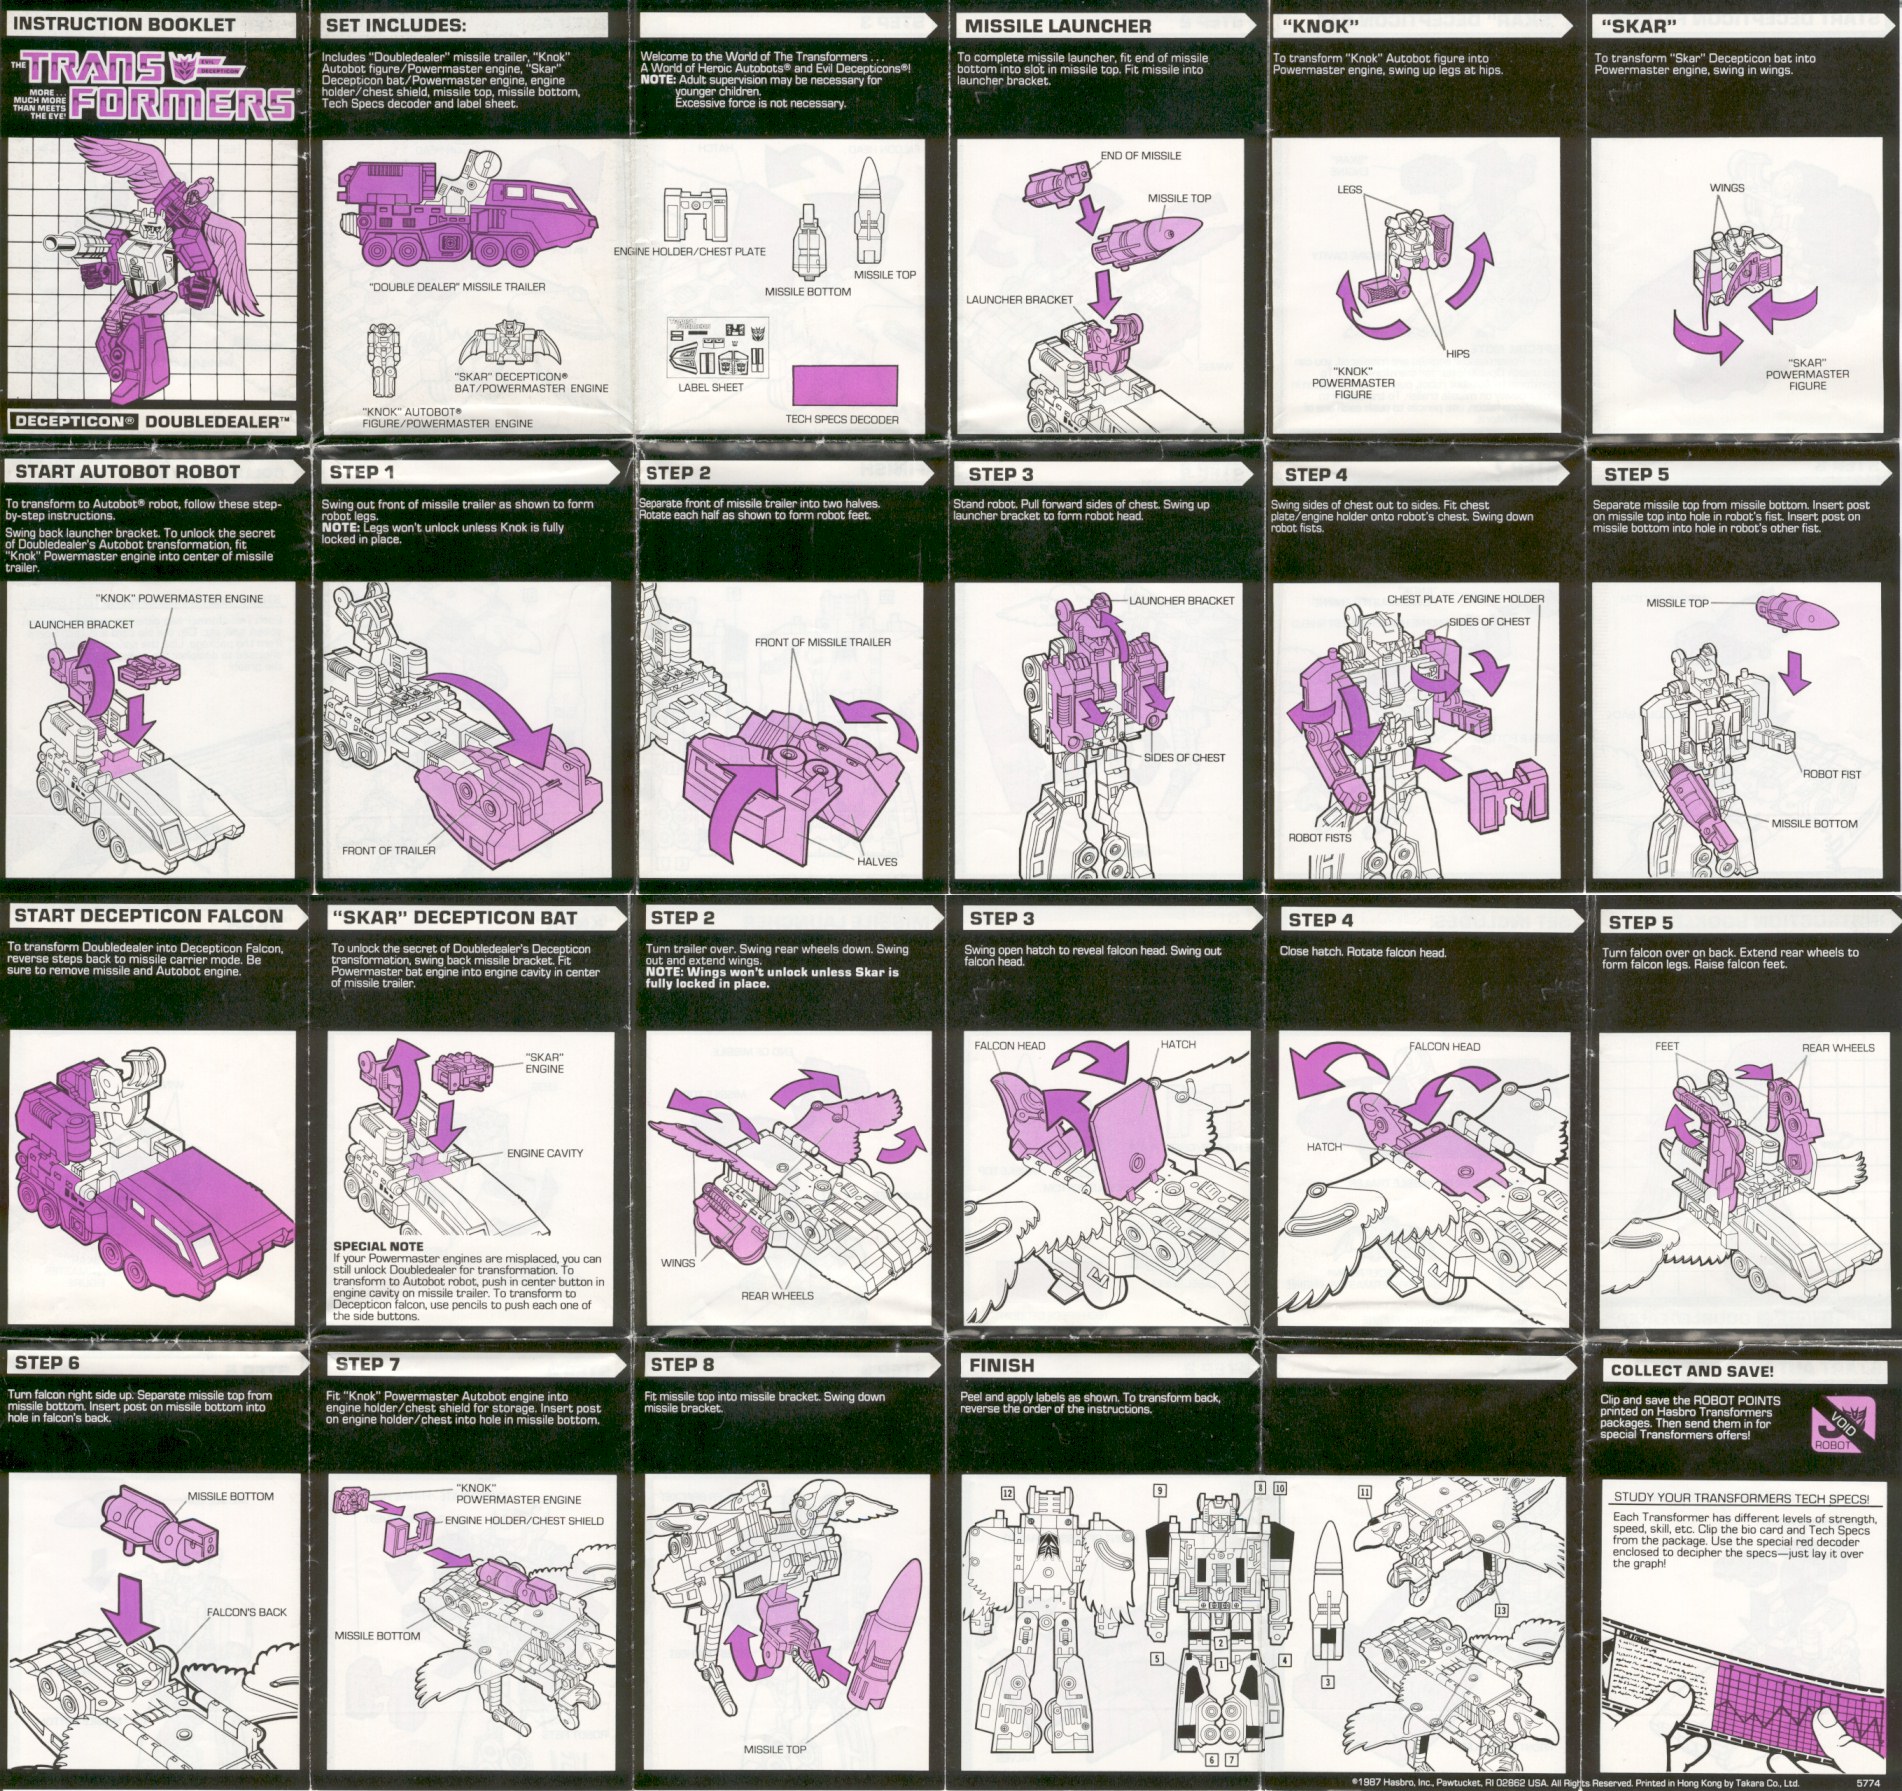 INSTRUCTION BOOKLET
THE TRANSFORMERS
EVIL
DECEPTICON
MORE...
MUCH MORE
THAN MEETS
THE EYE!
DECEPTICON® DOUBLEDEALER™
SET INCLUDES:
Includes "Doubledealer" missile trailer, "Knok"
Autobot figure/Powermaster engine, "Skar"
Decepticon bat/Powermaster engine, engine
holder/chest shield, missile top, missile bottom,
Tech Specs decoder and label sheet.
"DOUBLE DEALER" MISSILE TRAILER
"SKAR" DECEPTICON®
BAT/POWERMASTER ENGINE
"KNOK" AUTOBOT®
FIGURE/POWERMASTER ENGINE
Welcome to the World of The Transformers . . .
A World of Heroic Autobots® and Evil Decepticons®!
NOTE: Adult supervision may be necessary for
younger children.
Excessive force is not necessary.
ENGINE HOLDER/CHEST PLATE
MISSILE TOP
MISSILE BOTTOM
LABEL SHEET
TECH SPECS DECODER
MISSILE LAUNCHER
To complete missile launcher, fit end of missile
bottom into slot in missile top. Fit missile into
launcher bracket.
END OF MISSILE
MISSILE TOP
LAUNCHER BRACKET
"KNOK"
To transform "Knok" Autobot figure into
Powermaster engine, swing up legs at hips.
LEGS
HIPS
"KNOK"
POWERMASTER
FIGURE
"SKAR"
To transform "Skar" Decepticon bat into
Powermaster engine, swing in wings.
WINGS
"SKAR"
POWERMASTER
FIGURE
START AUTOBOT ROBOT
To transform to Autobot® robot, follow these step-
by-step instructions.
Swing back launcher bracket. To unlock the secret
of Doubledealer's Autobot transformation, fit
"Knok" Powermaster engine into center of missile
trailer.
"KNOK" POWERMASTER ENGINE
LAUNCHER BRACKET
STEP 1
Swing out front of missile trailer as shown to form
robot legs.
NOTE: Legs won't unlock unless Knok is fully
locked in place.
FRONT OF TRAILER
STEP 2
Separate front of missile trailer into two halves.
Rotate each half as shown to form robot feet.
FRONT OF MISSILE TRAILER
HALVES
STEP 3
Stand robot. Pull forward sides of chest. Swing up
launcher bracket to form robot head.
LAUNCHER BRACKET
SIDES OF CHEST
STEP 4
Swing sides of chest out to sides. Fit chest
plate/engine holder onto robot's chest. Swing down
robot fists.
CHEST PLATE /ENGINE HOLDER
SIDES OF CHEST
ROBOT FISTS
STEP 5
Separate missile top from missile bottom. Insert post
on missile top into hole in robot's fist. Insert post on
missile bottom into hole in robot's other fist.
MISSILE TOP
ROBOT FIST
MISSILE BOTTOM
START DECEPTICON FALCON
To transform Doubledealer into Decepticon Falcon,
reverse steps back to missile carrier mode. Be
sure to remove missile and Autobot engine.
"SKAR" DECEPTICON BAT
To unlock the secret of Doubledealer's Decepticon
transformation, swing back missile bracket. Fit
Powermaster bat engine into engine cavity in center
of missile trailer.
"SKAR"
ENGINE
ENGINE CAVITY
SPECIAL NOTE
If your Powermaster engines are misplaced, you can
still unlock Doubledealer for transformation. To
transform to Autobot robot, push in center button in
engine cavity on missile trailer. To transform to
Decepticon falcon, use pencils to push each one of
the side buttons.
STEP 2
Turn trailer over. Swing rear wheels down. Swing
out and extend wings.
NOTE: Wings won't unlock unless Skar is
fully locked in place.
WINGS
REAR WHEELS
STEP 3
Swing open hatch to reveal falcon head. Swing out
falcon head.
FALCON HEAD
HATCH
STEP 4
Close hatch. Rotate falcon head.
FALCON HEAD
HATCH
STEP 5
Turn falcon over on back. Extend rear wheels to
form falcon legs. Raise falcon feet.
FEET
REAR WHEELS
STEP 6
Turn falcon right side up. Separate missile top from
missile bottom. Insert post on missile bottom into
hole in falcon's back.
MISSILE BOTTOM
FALCON'S BACK
STEP 7
Fit "Knok" Powermaster Autobot engine into
engine holder/chest shield for storage. Insert post
on engine holder/chest into hole in missile bottom.
"KNOK"
POWERMASTER ENGINE
ENGINE HOLDER/CHEST SHIELD
MISSILE BOTTOM
STEP 8
Fit missile top into missile bracket. Swing down
missile bracket.
MISSILE TOP
FINISH
Peel and apply labels as shown. To transform back,
reverse the order of the instructions.
12
9
8
10
11
13
2
1
5
4
3
6
7
COLLECT AND SAVE!
Clip and save the ROBOT POINTS
printed on Hasbro Transformers
packages. Then send them in for
special Transformers offers!
VOID
ROBOT
STUDY YOUR TRANSFORMERS TECH SPECS!
Each Transformer has different levels of strength,
speed, skill, etc. Clip the bio card and Tech Specs
from the package. Use the special red decoder
enclosed to decipher the specs—just lay it over
the graph!
©1987 Hasbro, Inc., Pawtucket, RI 02862 USA. All Rights Reserved. Printed in Hong Kong by Takara Co., Ltd.
5774